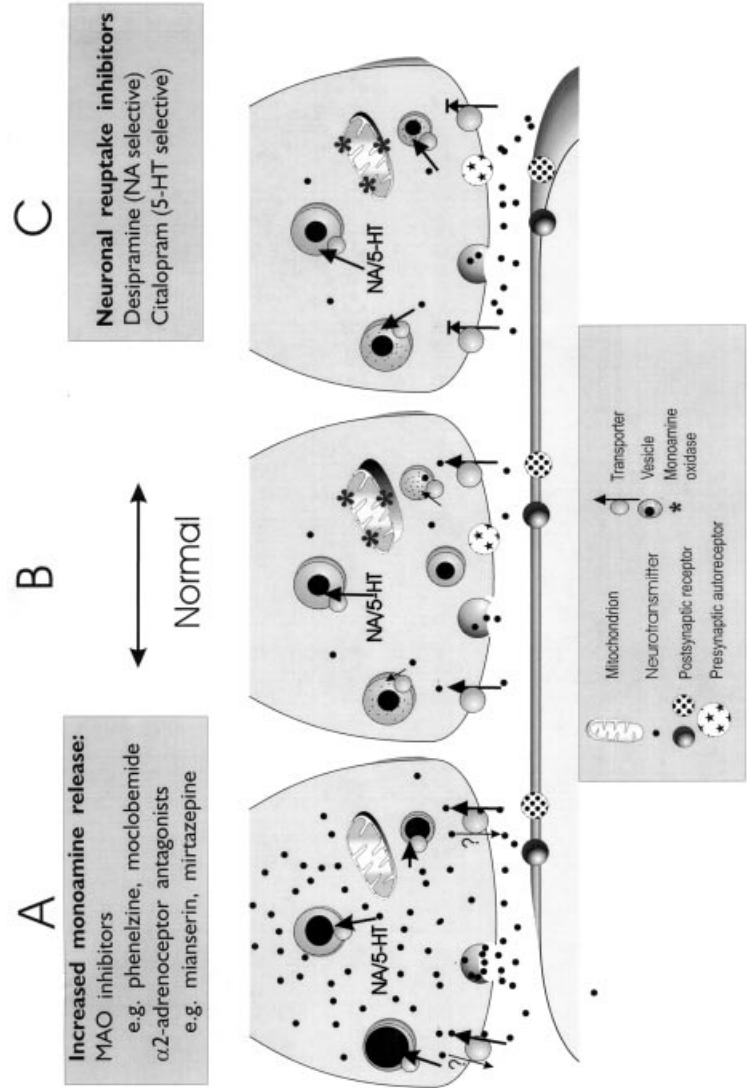 A
B
C
Increased monoamine release:
MAO inhibitors
e.g. phenelzine, moclobemide
α2-adrenoceptor antagonists
e.g. mianserin, mirtazepine
Normal
Neuronal reuptake inhibitors
Desipramine (NA selective)
Citalopram (5-HT selective)
NA/5-HT
?
?
NA/5-HT
NA/5-HT
Mitochondrion
Neurotransmitter
Postsynaptic receptor
Presynaptic autoreceptor
Transporter
Vesicle
Monoamine
oxidase